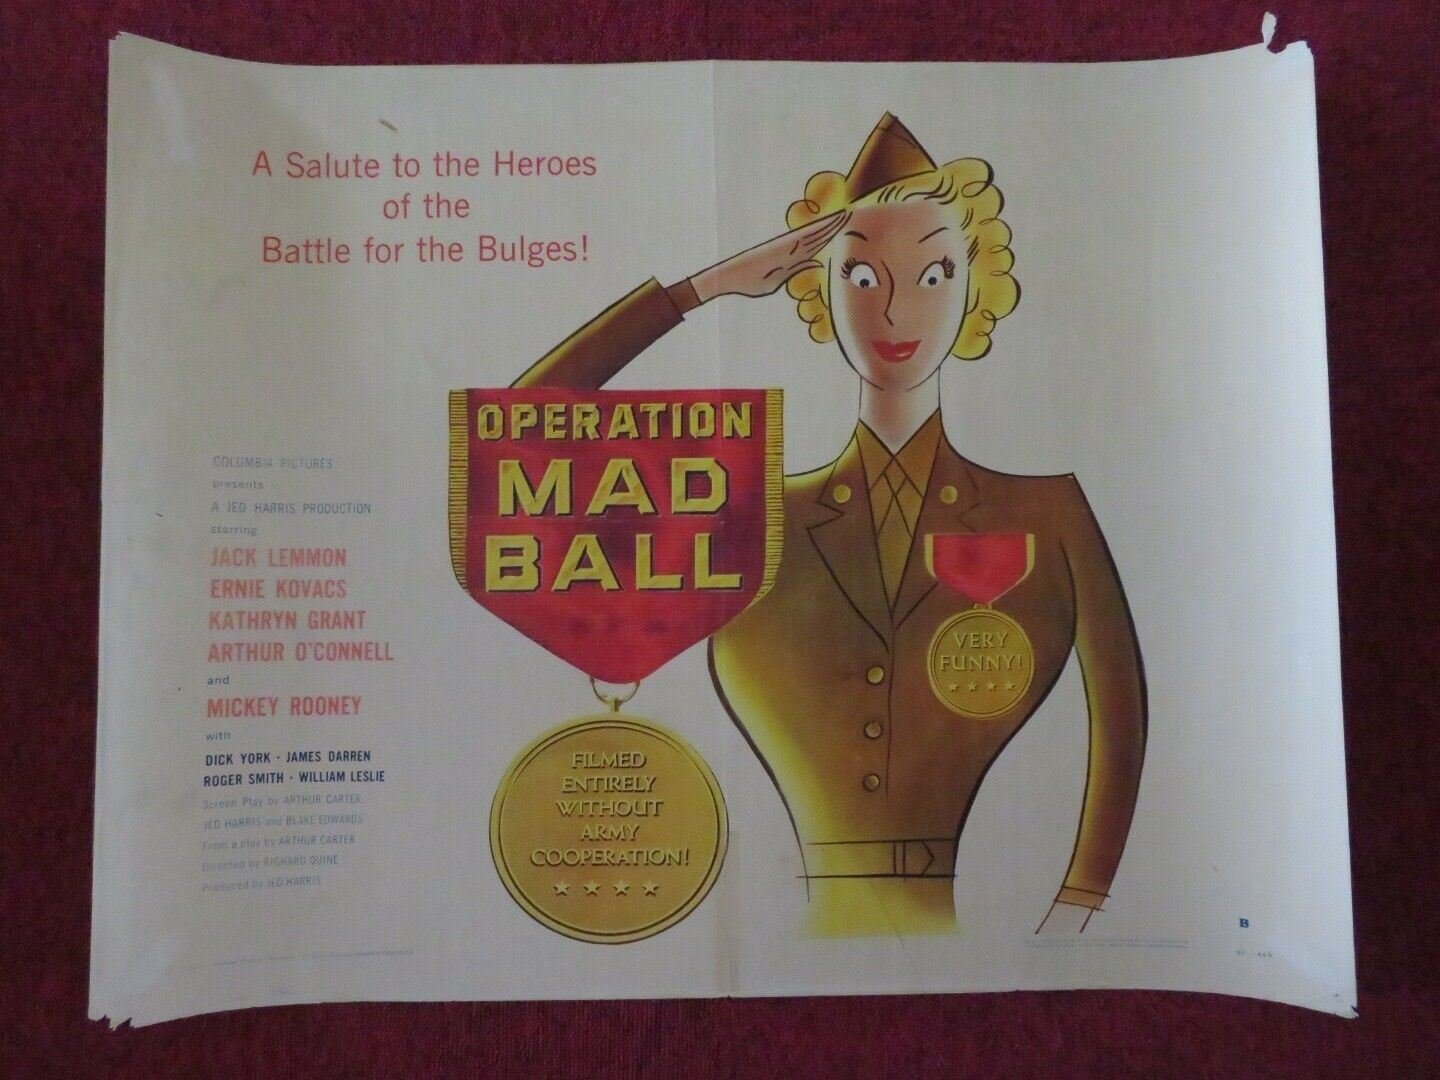 A Salute to the Heroes
of the
Battle for the Bulges!
OPERATION
MAD
BALL
COLUMBIA PICTURES
presents
A JED HARRIS PRODUCTION
starring
JACK LEMMON
ERNIE KOVACS
KATHRYN GRANT
ARTHUR O'CONNELL
and
MICKEY ROONEY
with
DICK YORK · JAMES DARREN
ROGER SMITH · WILLIAM LESLIE
Screen Play by ARTHUR CARTER,
JED HARRIS and BLAKE EDWARDS
From a play by ARTHUR CARTER
Directed by RICHARD QUINE
Produced by JED HARRIS
FILMED
ENTIRELY
WITHOUT
ARMY
COOPERATION!
VERY
FUNNY!
B